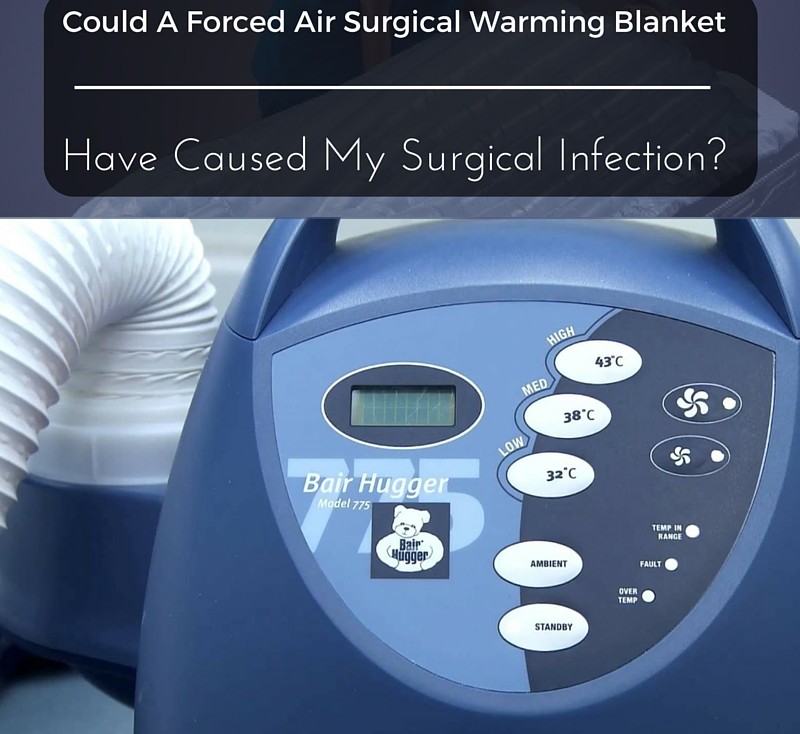 Could A Forced Air Surgical Warming Blanket
Have Caused My Surgical Infection?
HIGH
43°C
MED
38°C
LOW
32°C
775
Bair Hugger
Model 775
Bair
Hugger
TEMP IN
RANGE
FAULT
OVER
TEMP
AMBIENT
STANDBY